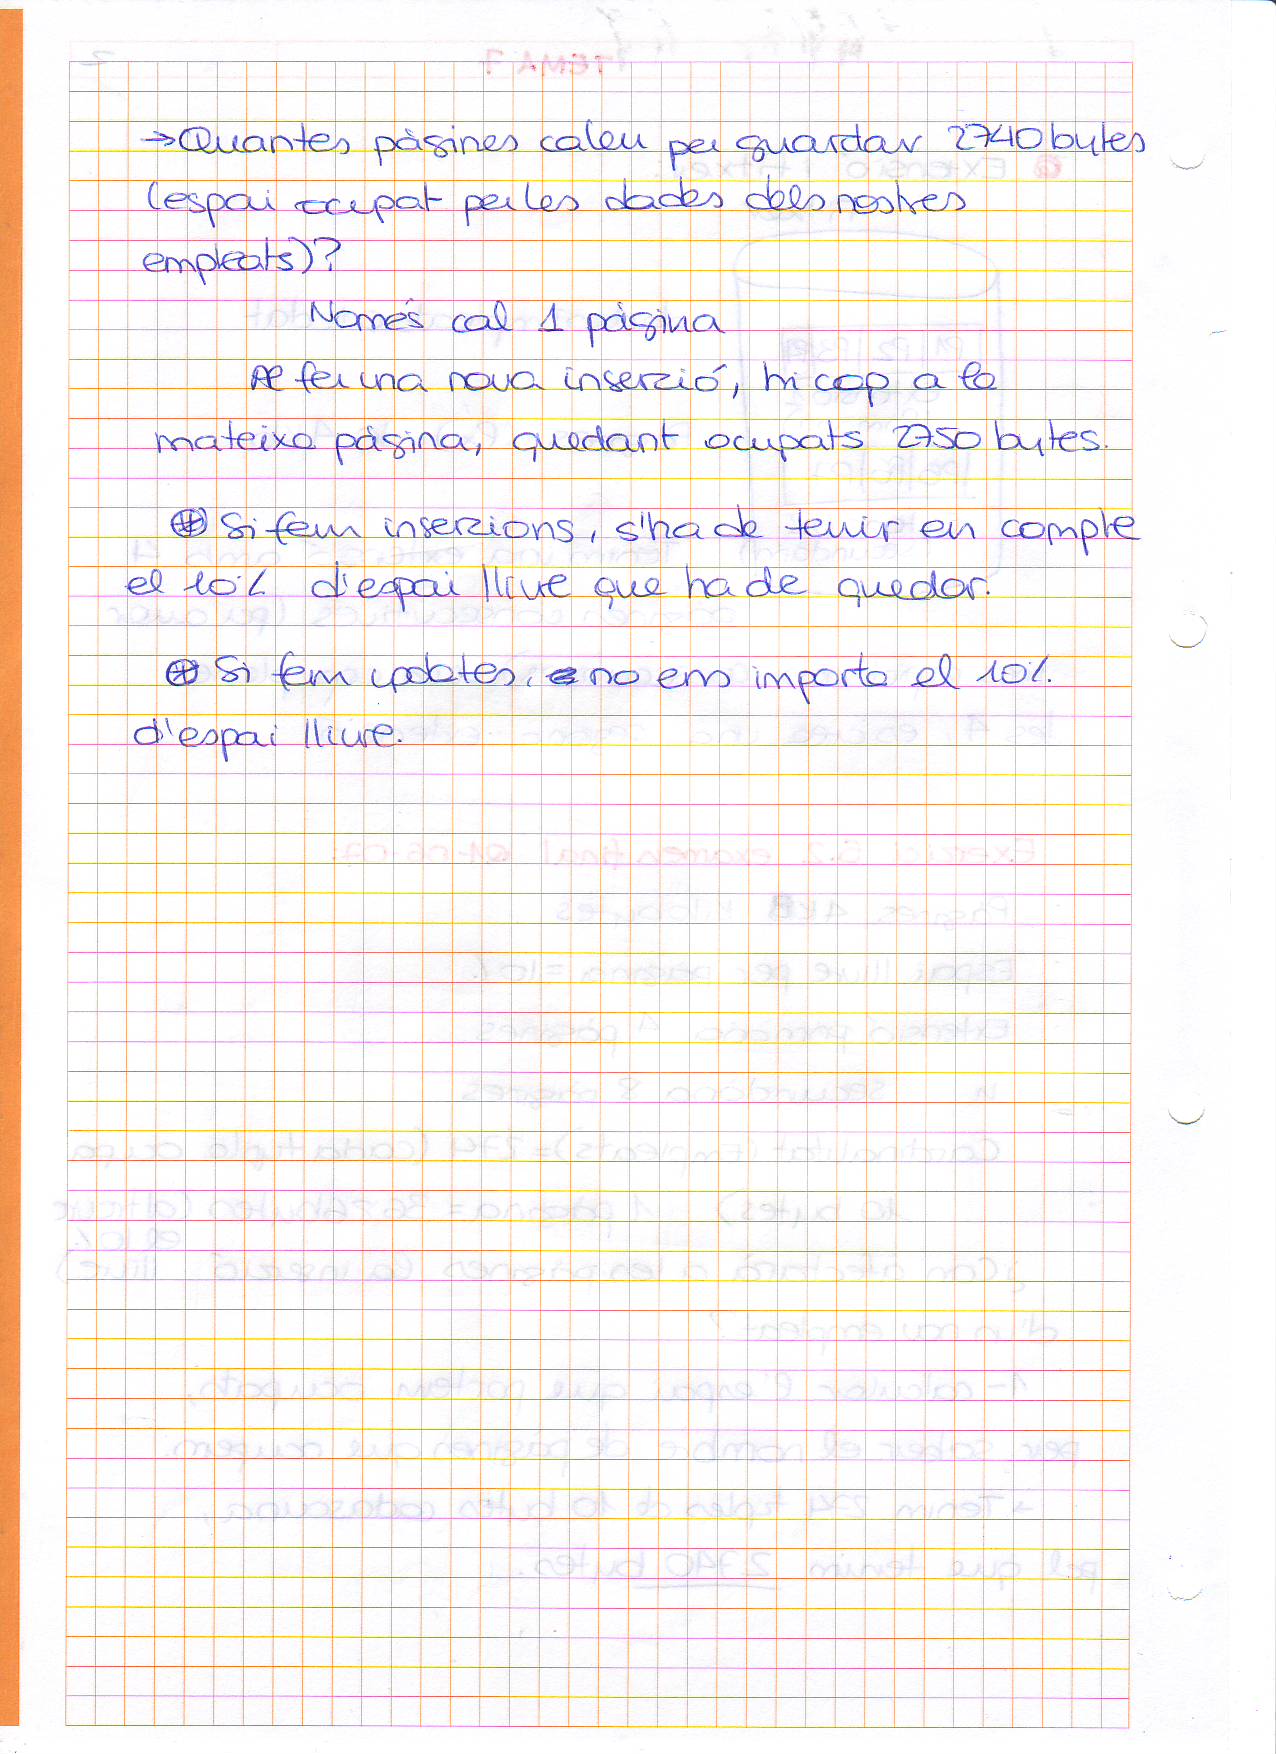 →Quantes pàgines caleu per guardar 2740 bytes
(espai ocupat per les dades dels nostres
empleats)?
Només cal 1 pàgina
Al fer una nova inserzió, hi cap a la
mateixa pàgina, quedant ocupats 2750 bytes.
⊕ Si fem inserzions, s'ha de tenir en compte
el 10% d'espai lliure que ha de quedar.
⊕ Si fem updates, no ens importa el 10%
d'espai lliure.